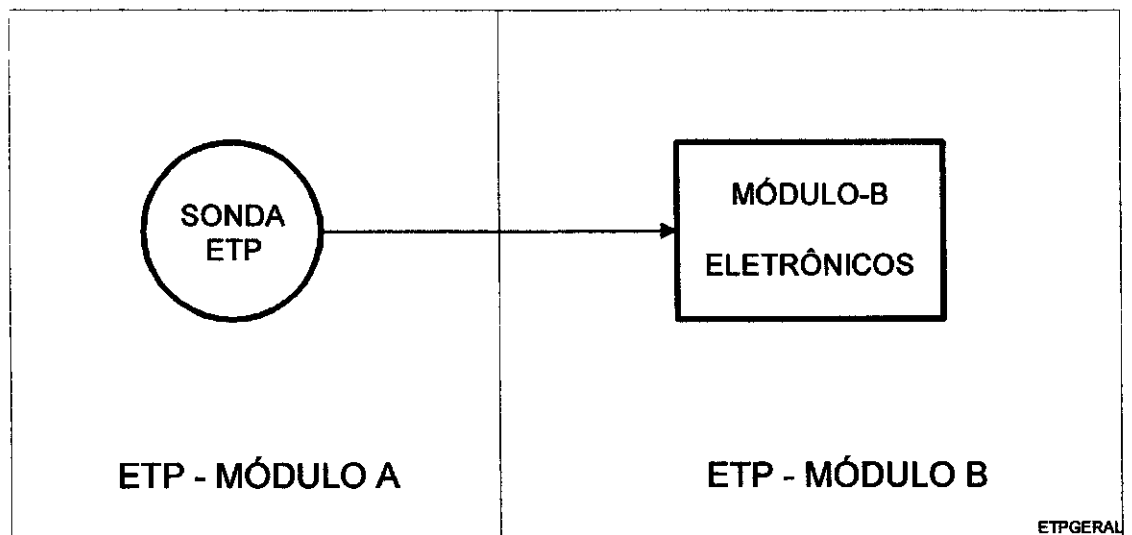 SONDA
ETP
MÓDULO-B
ELETRÔNICOS
ETP - MÓDULO A
ETP - MÓDULO B
ETPGERAL